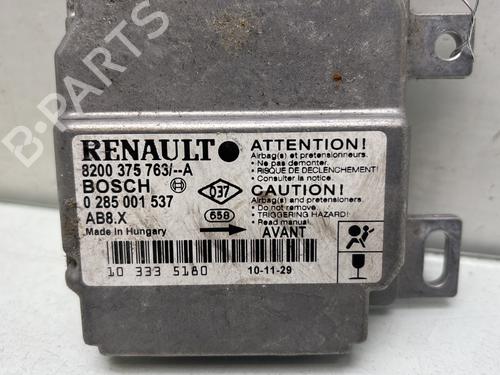 RENAULT
8200 375 763/--A
BOSCH
0 285 001 537
AB8.X
Made in Hungary
037
658
ATTENTION!
Airbag(s) et pretensionneurs.
• Ne pas demonter.
• RISQUE DE DECLENCHEMENT!
• Consulter la notice.
CAUTION!
Airbag(s) and pretensioners.
• Do not remove.
• TRIGGERING HAZARD!
• Read manual.
AVANT
10 333 5180
10-11-29
B-PARTS